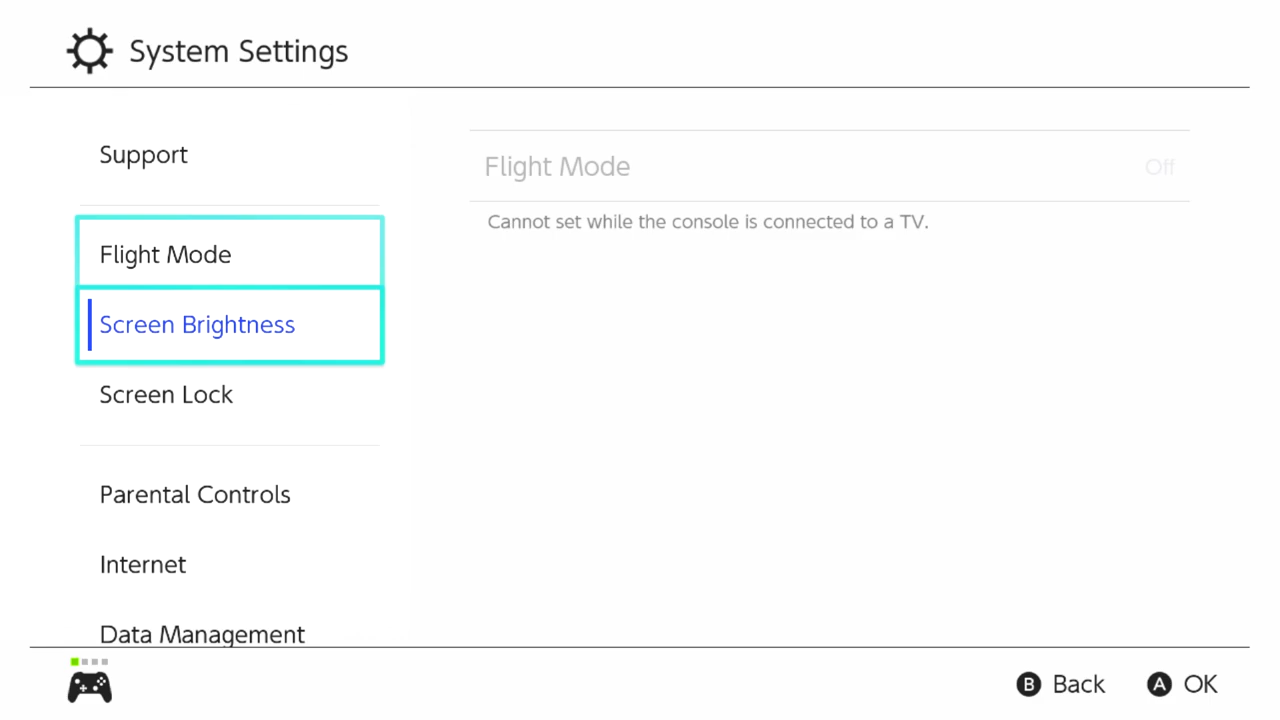 System Settings
Support
Flight Mode
Screen Brightness
Screen Lock
Parental Controls
Internet
Data Management
Flight Mode Off
Cannot set while the console is connected to a TV.
B Back A OK